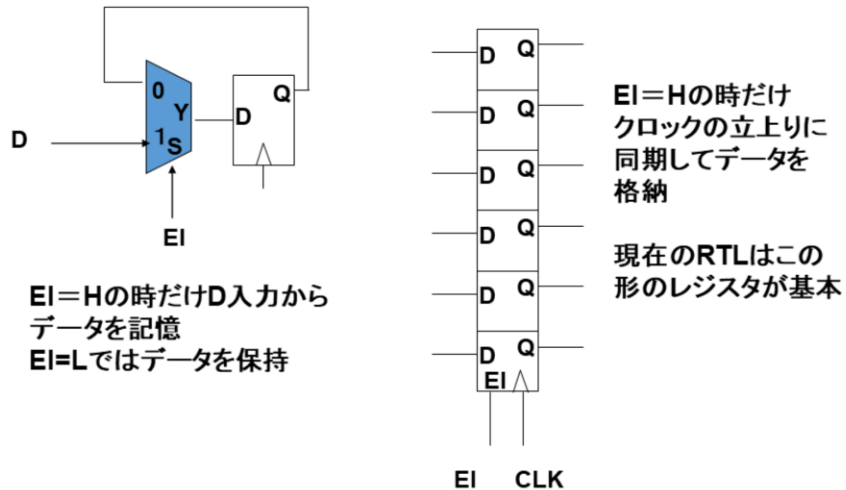 0
Y
1
S
D
D
Q
EI
EI=Hの時だけD入力から
データを記憶
EI=Lではデータを保持
D Q
D Q
D Q
D Q
D Q
D Q
EI
EI CLK
EI=Hの時だけ
クロックの立上りに
同期してデータを
格納
現在のRTLはこの
形のレジスタが基本